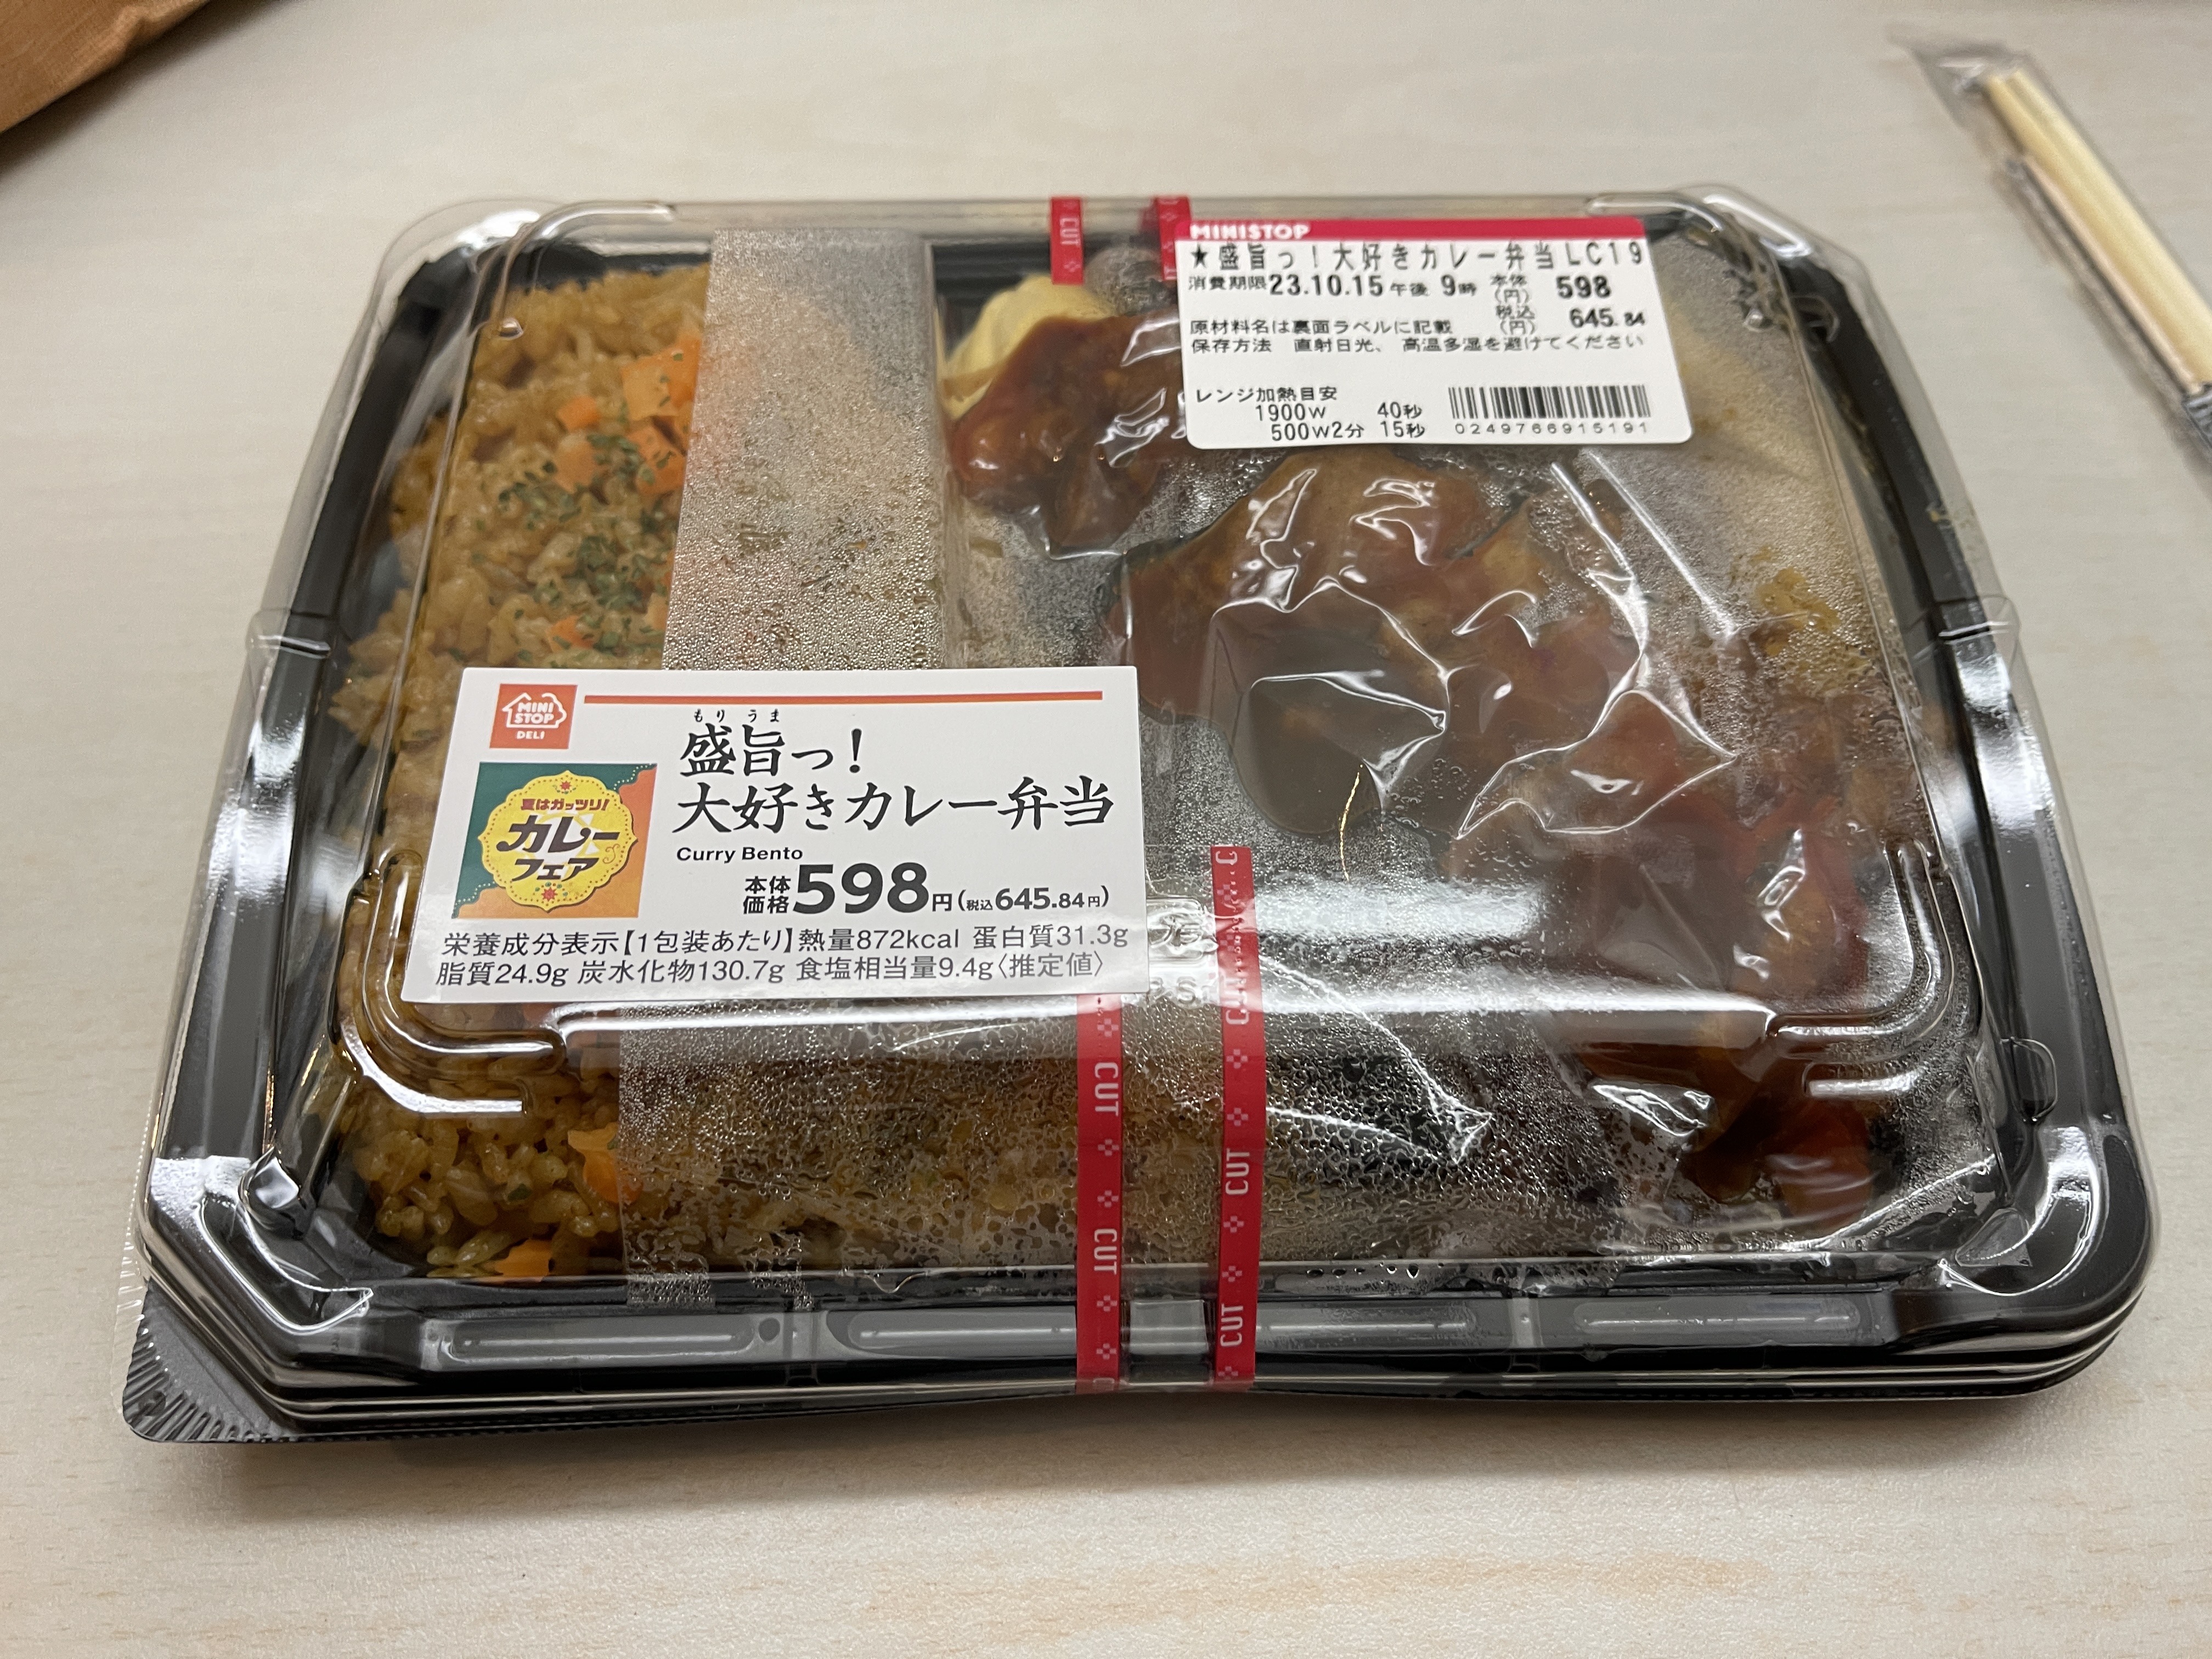 MINISTOP
★盛旨っ!大好きカレー弁当LC19
消費期限23.10.15午後 9時 本体(円) 598
税込(円) 645.84
原材料名は裏面ラベルに記載
保存方法 直射日光、高温多湿を避けてください
レンジ加熱目安
1900W 40秒
500W2分 15秒
0249766915191
MINI
STOP
DELI
もりうま
盛旨っ!
大好きカレー弁当
Curry Bento
夏はガッツリ!
カレー
フェア
本体価格598円(税込645.84円)
栄養成分表示【1包装あたり】熱量872kcal 蛋白質31.3g
脂質24.9g 炭水化物130.7g 食塩相当量9.4g〈推定値〉
CUT
CUT
CUT
CUT
CUT